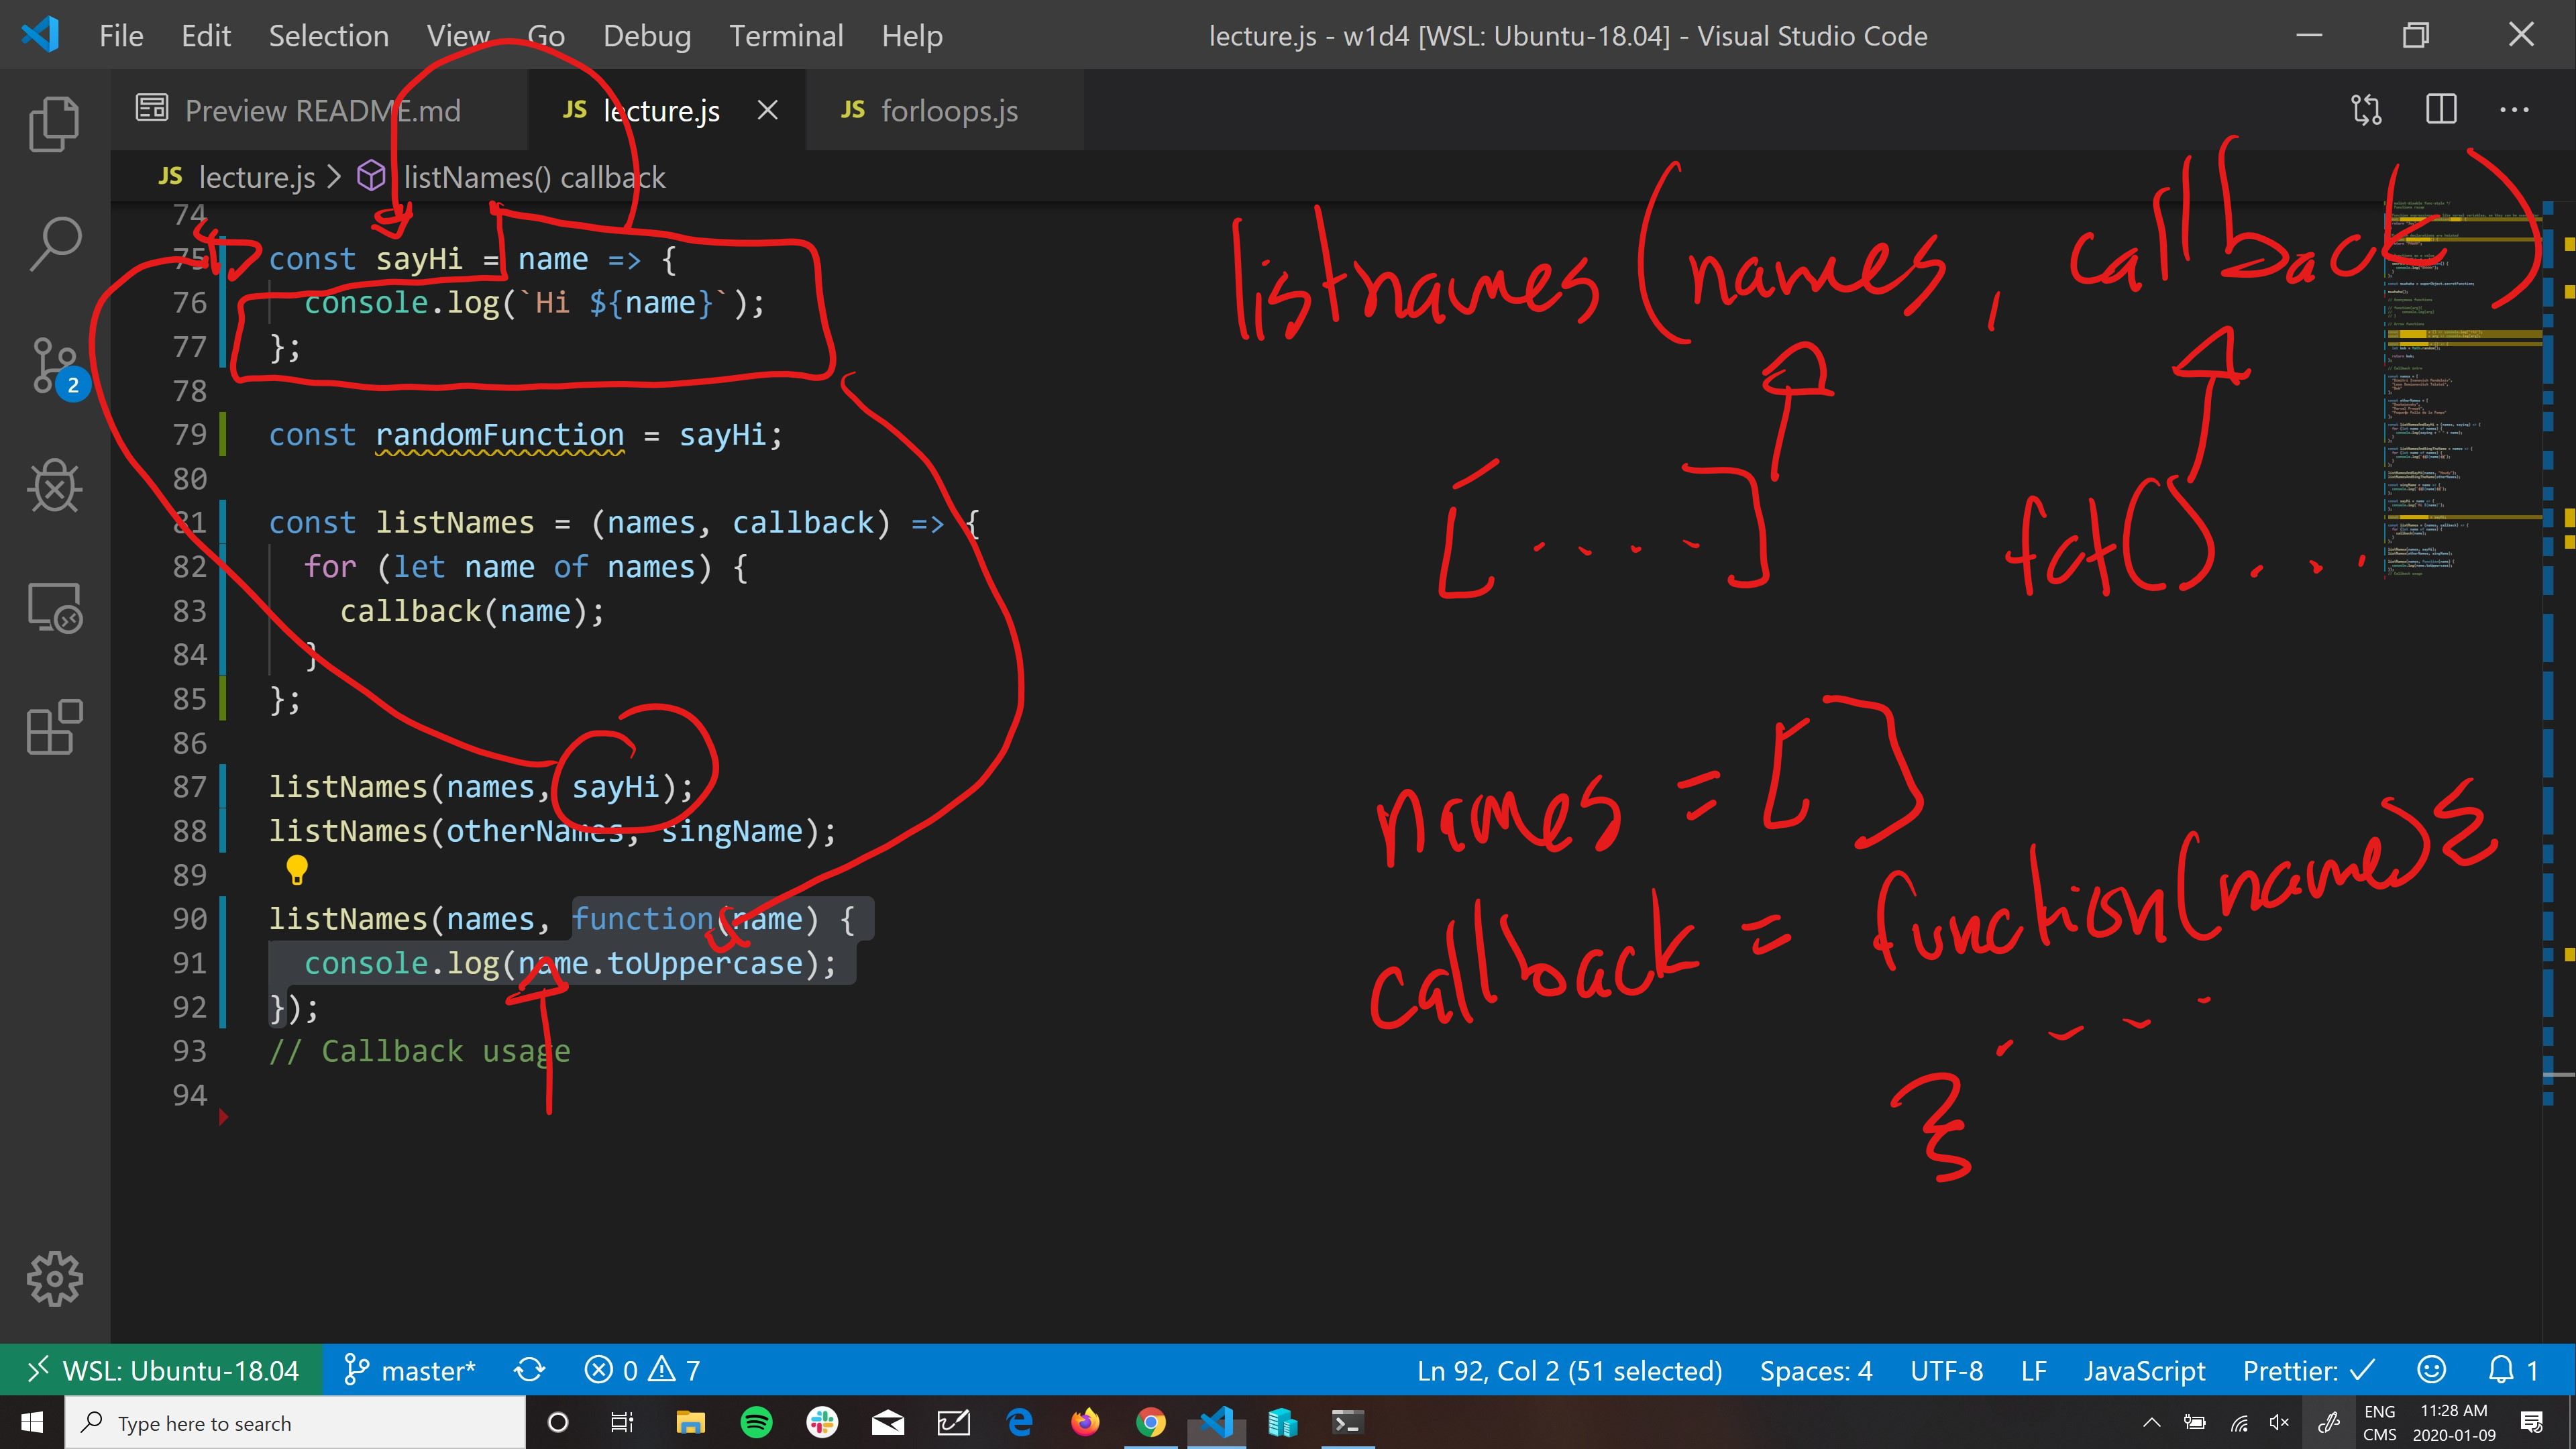 File Edit Selection View Go Debug Terminal Help
lecture.js - w1d4 [WSL: Ubuntu-18.04] - Visual Studio Code
Preview README.md
JS lecture.js
JS forloops.js
JS lecture.js > listNames() callback
74
75 const sayHi = name => {
76 console.log(`Hi ${name}`);
77 };
78
79 const randomFunction = sayHi;
80
81 const listNames = (names, callback) => {
82 for (let name of names) {
83 callback(name);
84 }
85 };
86
87 listNames(names, sayHi);
88 listNames(otherNames, singName);
89
90 listNames(names, function(name) {
91 console.log(name.toUppercase);
92 });
93 // Callback usage
94
listnames (names, callback)
[....]
fct()....
names = []
callback = function(name){
....
}
2
WSL: Ubuntu-18.04 master* 0 7
Ln 92, Col 2 (51 selected) Spaces: 4 UTF-8 LF JavaScript Prettier: ✓ 1
Type here to search
ENG
CMS
11:28 AM
2020-01-09